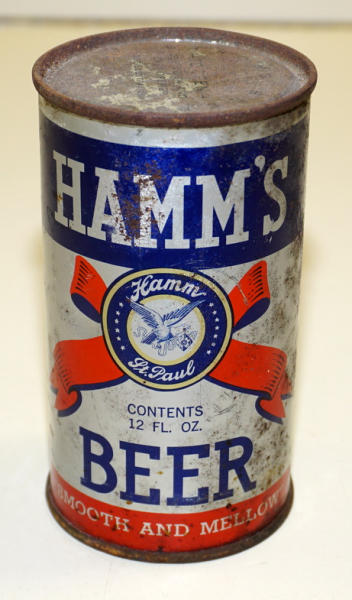 HAMM'S
Hamm
St. Paul
CONTENTS
12 FL. OZ.
BEER
SMOOTH AND MELLOW